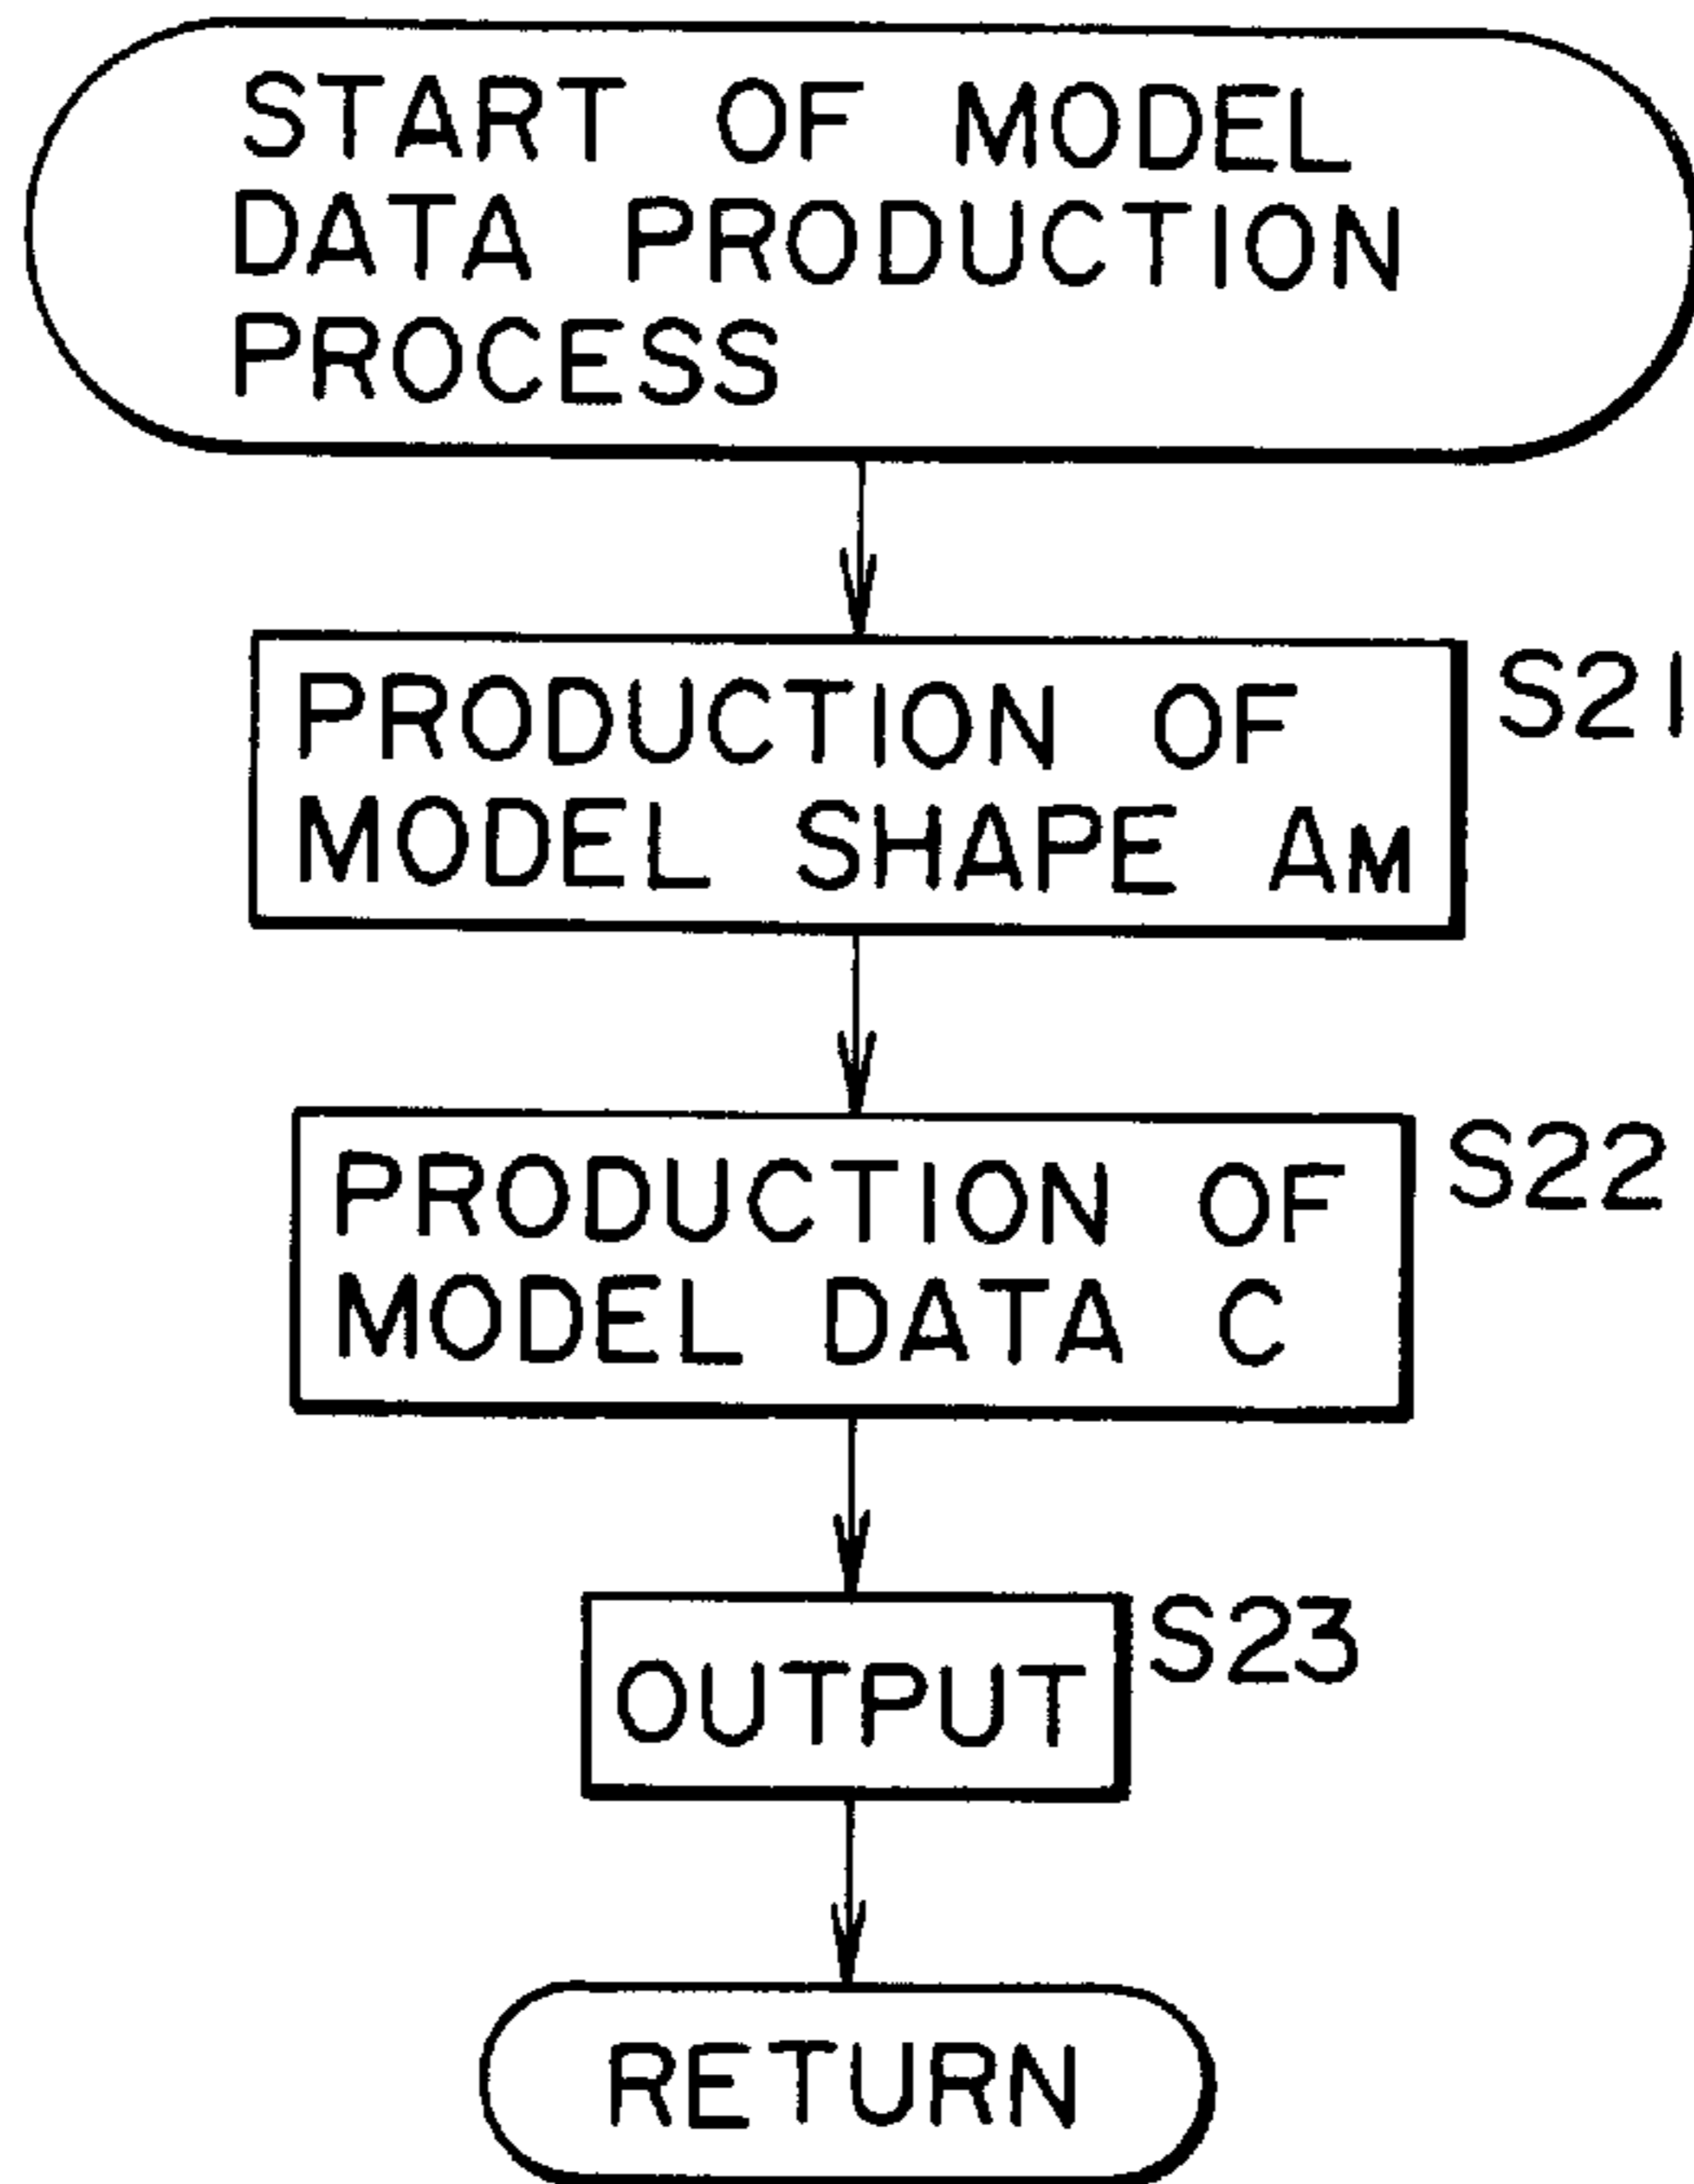 START OF MODEL
DATA PRODUCTION
PROCESS
PRODUCTION OF
MODEL SHAPE AM
S21
PRODUCTION OF
MODEL DATA C
S22
OUTPUT
S23
RETURN